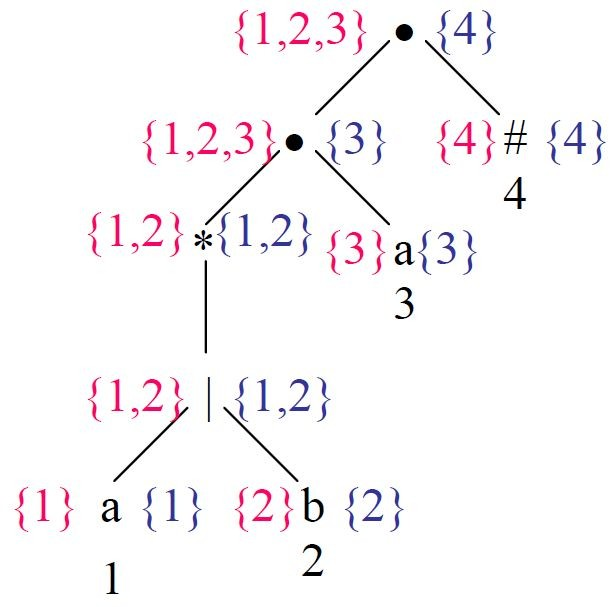 {1,2,3} • {4}
{1,2,3} • {3} {4} # {4}
4
{1,2} * {1,2} {3} a {3}
3
{1,2} | {1,2}
{1} a {1} {2} b {2}
1 2